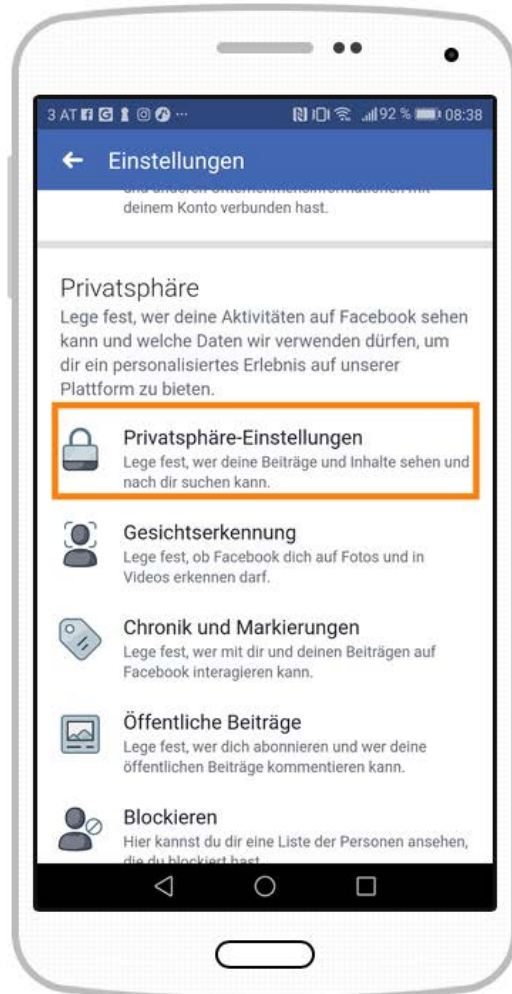 3 AT ... 92 % 08:38
Einstellungen
deinem Konto verbunden hast.
Privatsphäre
Lege fest, wer deine Aktivitäten auf Facebook sehen
kann und welche Daten wir verwenden dürfen, um
dir ein personalisiertes Erlebnis auf unserer
Plattform zu bieten.
Privatsphäre-Einstellungen
Lege fest, wer deine Beiträge und Inhalte sehen und
nach dir suchen kann.
Gesichtserkennung
Lege fest, ob Facebook dich auf Fotos und in
Videos erkennen darf.
Chronik und Markierungen
Lege fest, wer mit dir und deinen Beiträgen auf
Facebook interagieren kann.
Öffentliche Beiträge
Lege fest, wer dich abonnieren und wer deine
öffentlichen Beiträge kommentieren kann.
Blockieren
Hier kannst du dir eine Liste der Personen ansehen,
die du blockiert hast